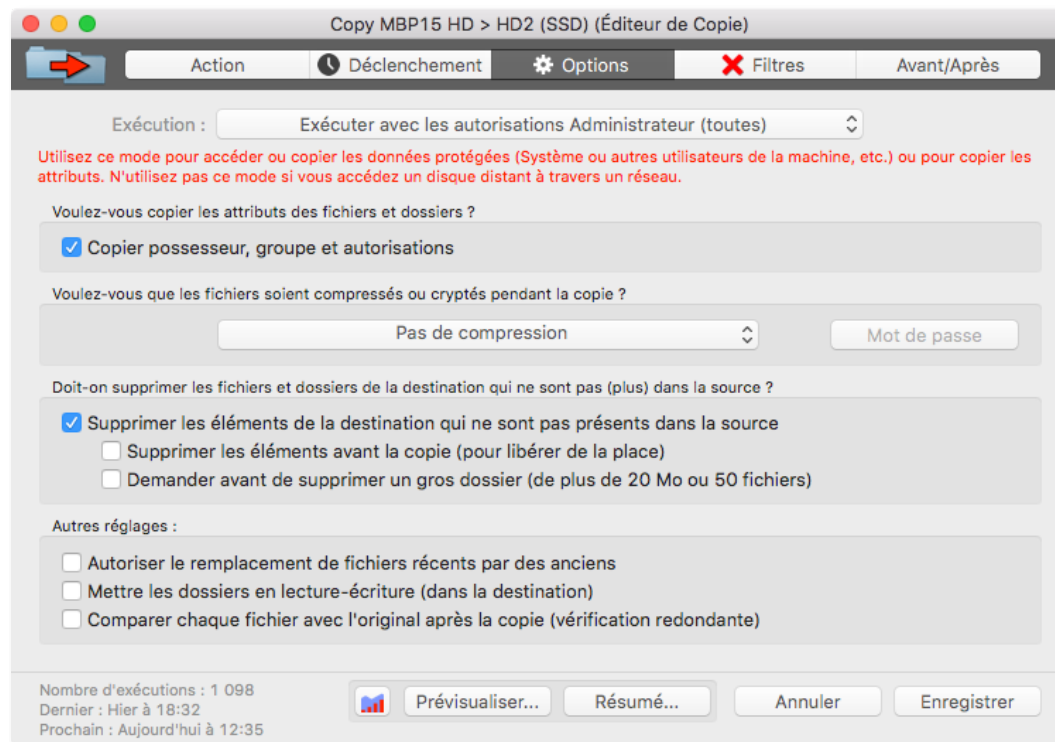 Copy MBP15 HD > HD2 (SSD) (Éditeur de Copie)
Action Déclenchement Options Filtres Avant/Après
Exécution : Exécuter avec les autorisations Administrateur (toutes)
Utilisez ce mode pour accéder ou copier les données protégées (Système ou autres utilisateurs de la machine, etc.) ou pour copier les
attributs. N'utilisez pas ce mode si vous accédez un disque distant à travers un réseau.
Voulez-vous copier les attributs des fichiers et dossiers ?
Copier possesseur, groupe et autorisations
Voulez-vous que les fichiers soient compressés ou cryptés pendant la copie ?
Pas de compression Mot de passe
Doit-on supprimer les fichiers et dossiers de la destination qui ne sont pas (plus) dans la source ?
Supprimer les éléments de la destination qui ne sont pas présents dans la source
Supprimer les éléments avant la copie (pour libérer de la place)
Demander avant de supprimer un gros dossier (de plus de 20 Mo ou 50 fichiers)
Autres réglages :
Autoriser le remplacement de fichiers récents par des anciens
Mettre les dossiers en lecture-écriture (dans la destination)
Comparer chaque fichier avec l'original après la copie (vérification redondante)
Nombre d'exécutions : 1 098
Dernier : Hier à 18:32
Prochain : Aujourd'hui à 12:35
Prévisualiser... Résumé... Annuler Enregistrer